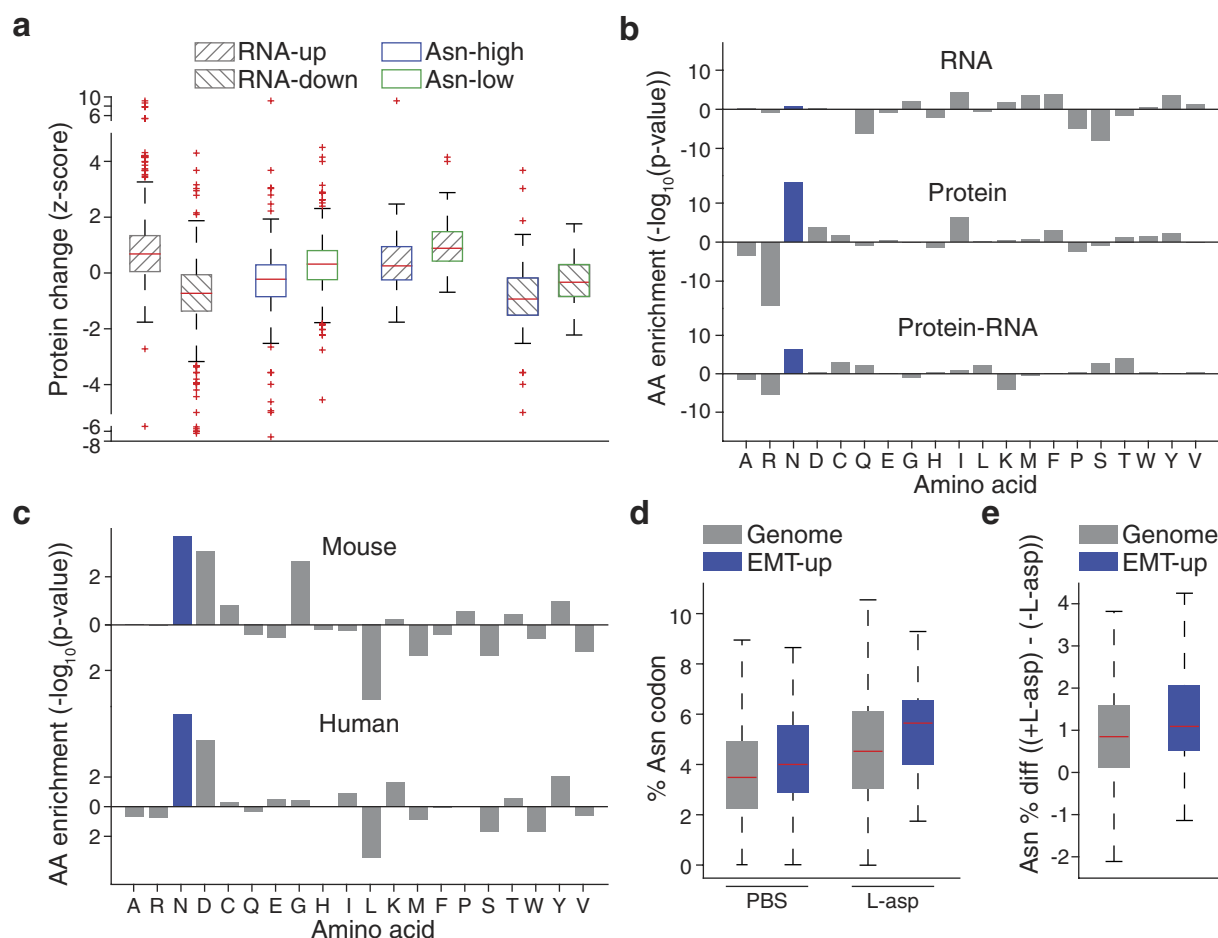 a
RNA-up
RNA-down
Asn-high
Asn-low
Protein change (z-score)
10
6
4
2
0
-2
-4
-6
-8
b
AA enrichment (-log10(p-value))
RNA
10
0
-10
Protein
10
0
-10
Protein-RNA
10
0
-10
A R N D C Q E G H I L K M F P S T W Y V
Amino acid
c
AA enrichment (-log10(p-value))
Mouse
2
0
2
Human
2
0
2
A R N D C Q E G H I L K M F P S T W Y V
Amino acid
d
Genome
EMT-up
% Asn codon
10
8
6
4
2
0
PBS
L-asp
e
Genome
EMT-up
Asn % diff ((+L-asp) - (-L-asp))
4
3
2
1
0
-1
-2